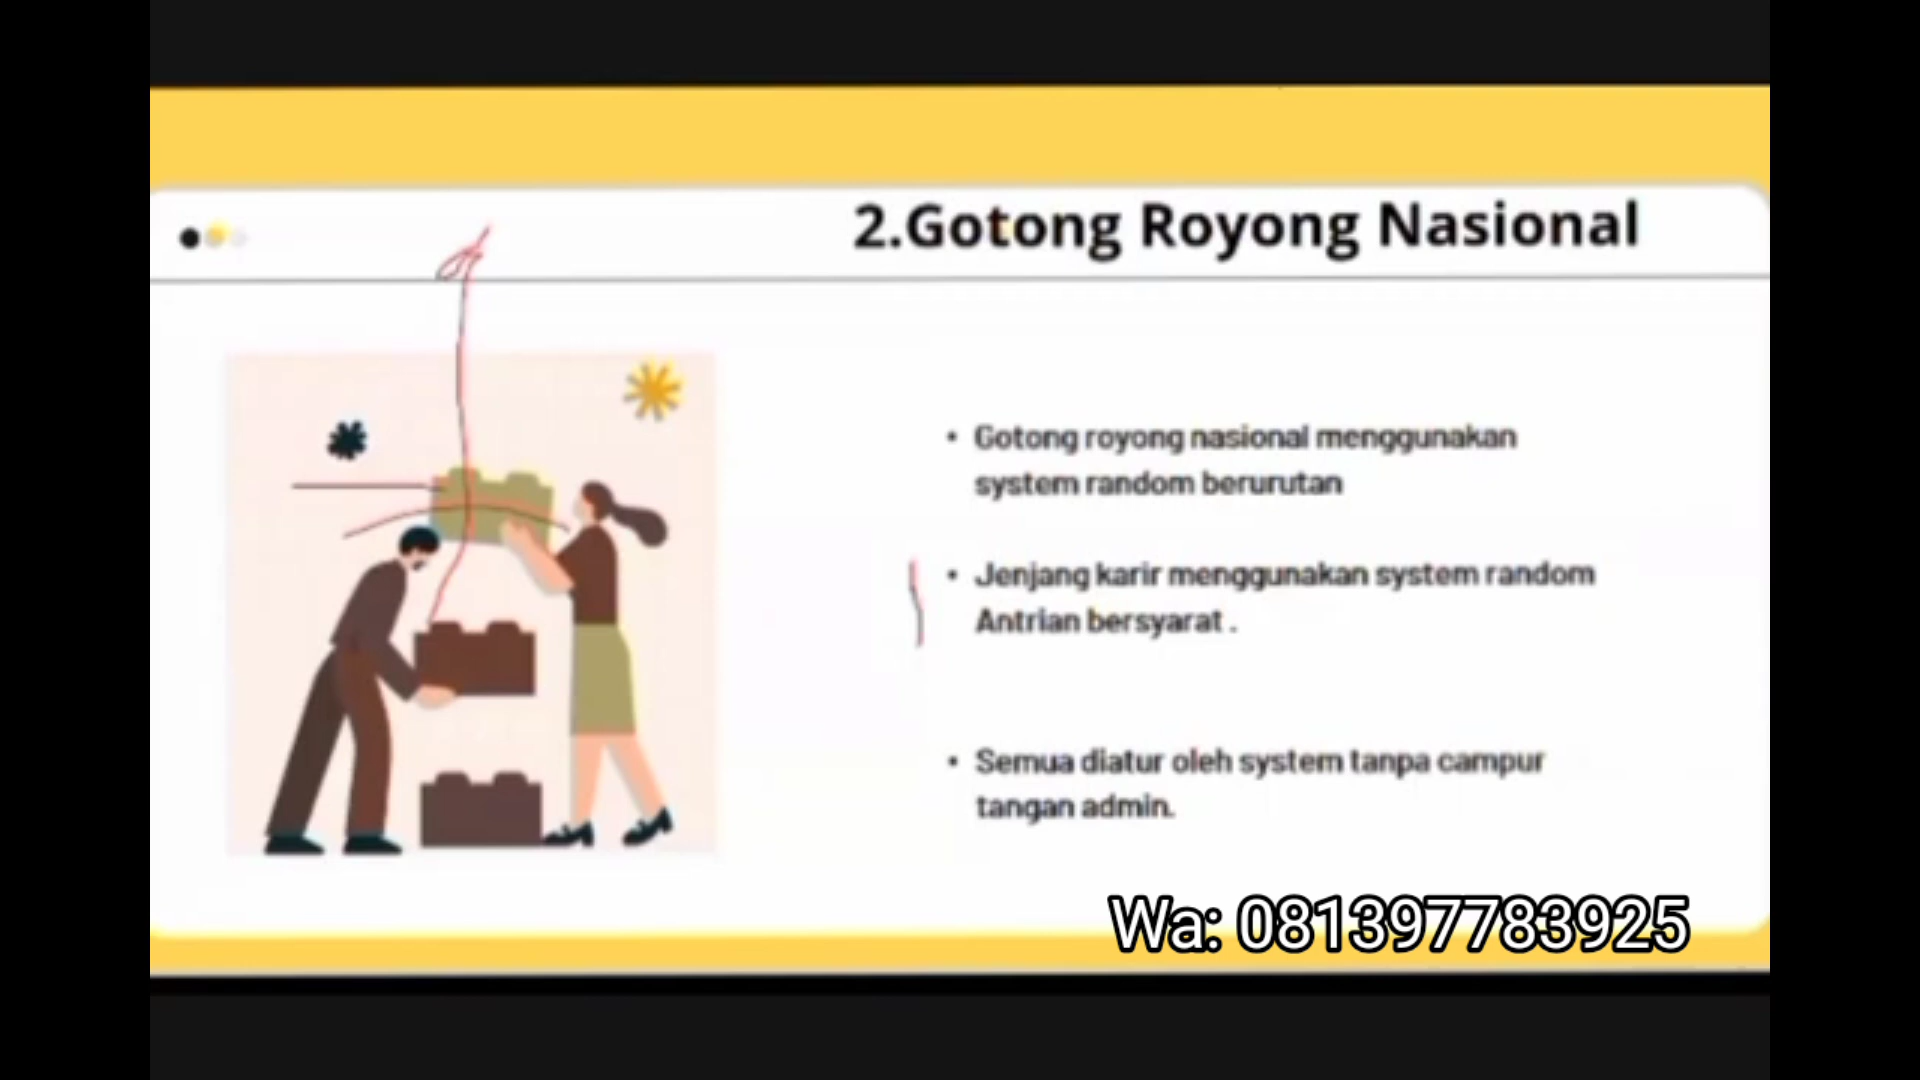 2.Gotong Royong Nasional
• Gotong royong nasional menggunakan
system random berurutan
• Jenjang karir menggunakan system random
Antrian bersyarat .
• Semua diatur oleh system tanpa campur
tangan admin.
Wa: 081397783925